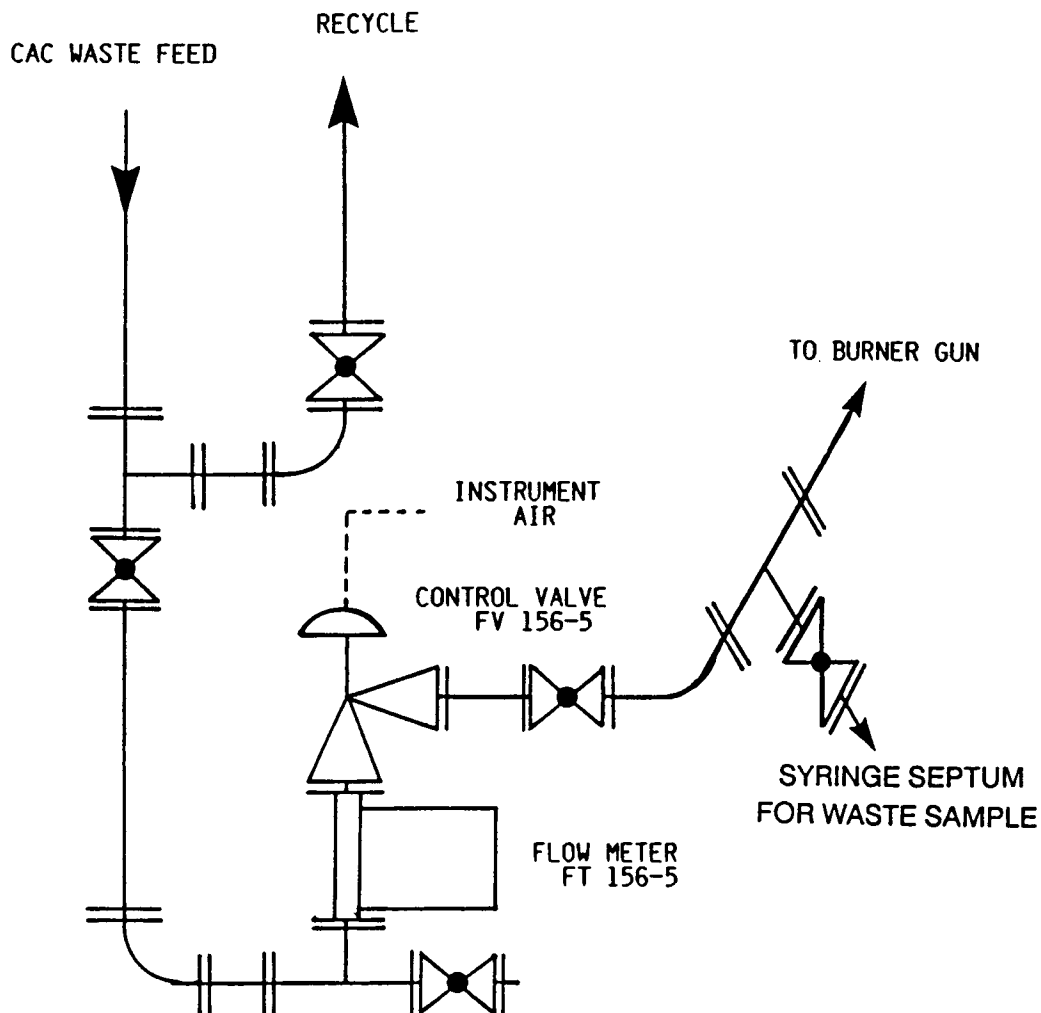 RECYCLE
CAC WASTE FEED
TO BURNER GUN
INSTRUMENT
AIR
CONTROL VALVE
FV 156-5
SYRINGE SEPTUM
FOR WASTE SAMPLE
FLOW METER
FT 156-5